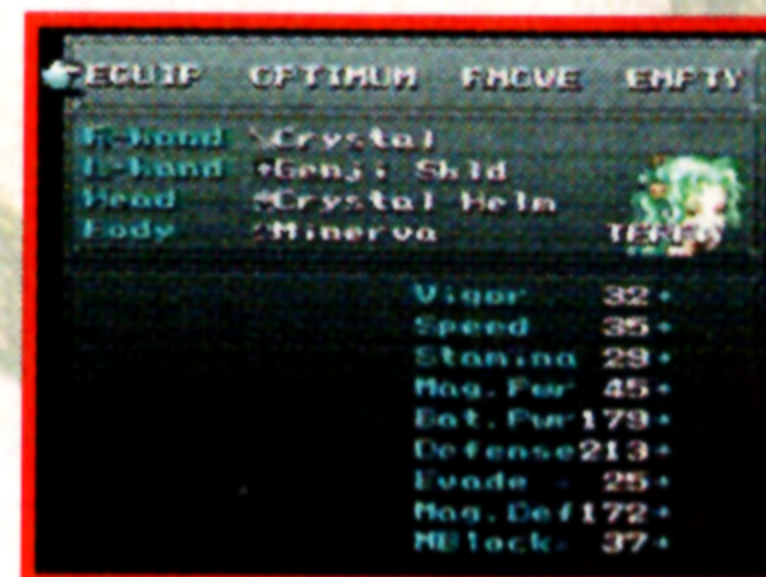 EQUIP OPTIMUM RMOVE EMPTY
R-hand Crystal
L-hand Genji Shld
Head Crystal Helm
Body Minerva
TERRA
Vigor 32
Speed 35
Stamina 29
Mag.Pwr 45
Bat.Pwr 179
Defense 213
Evade 25
Mag.Def 172
MBlock 37